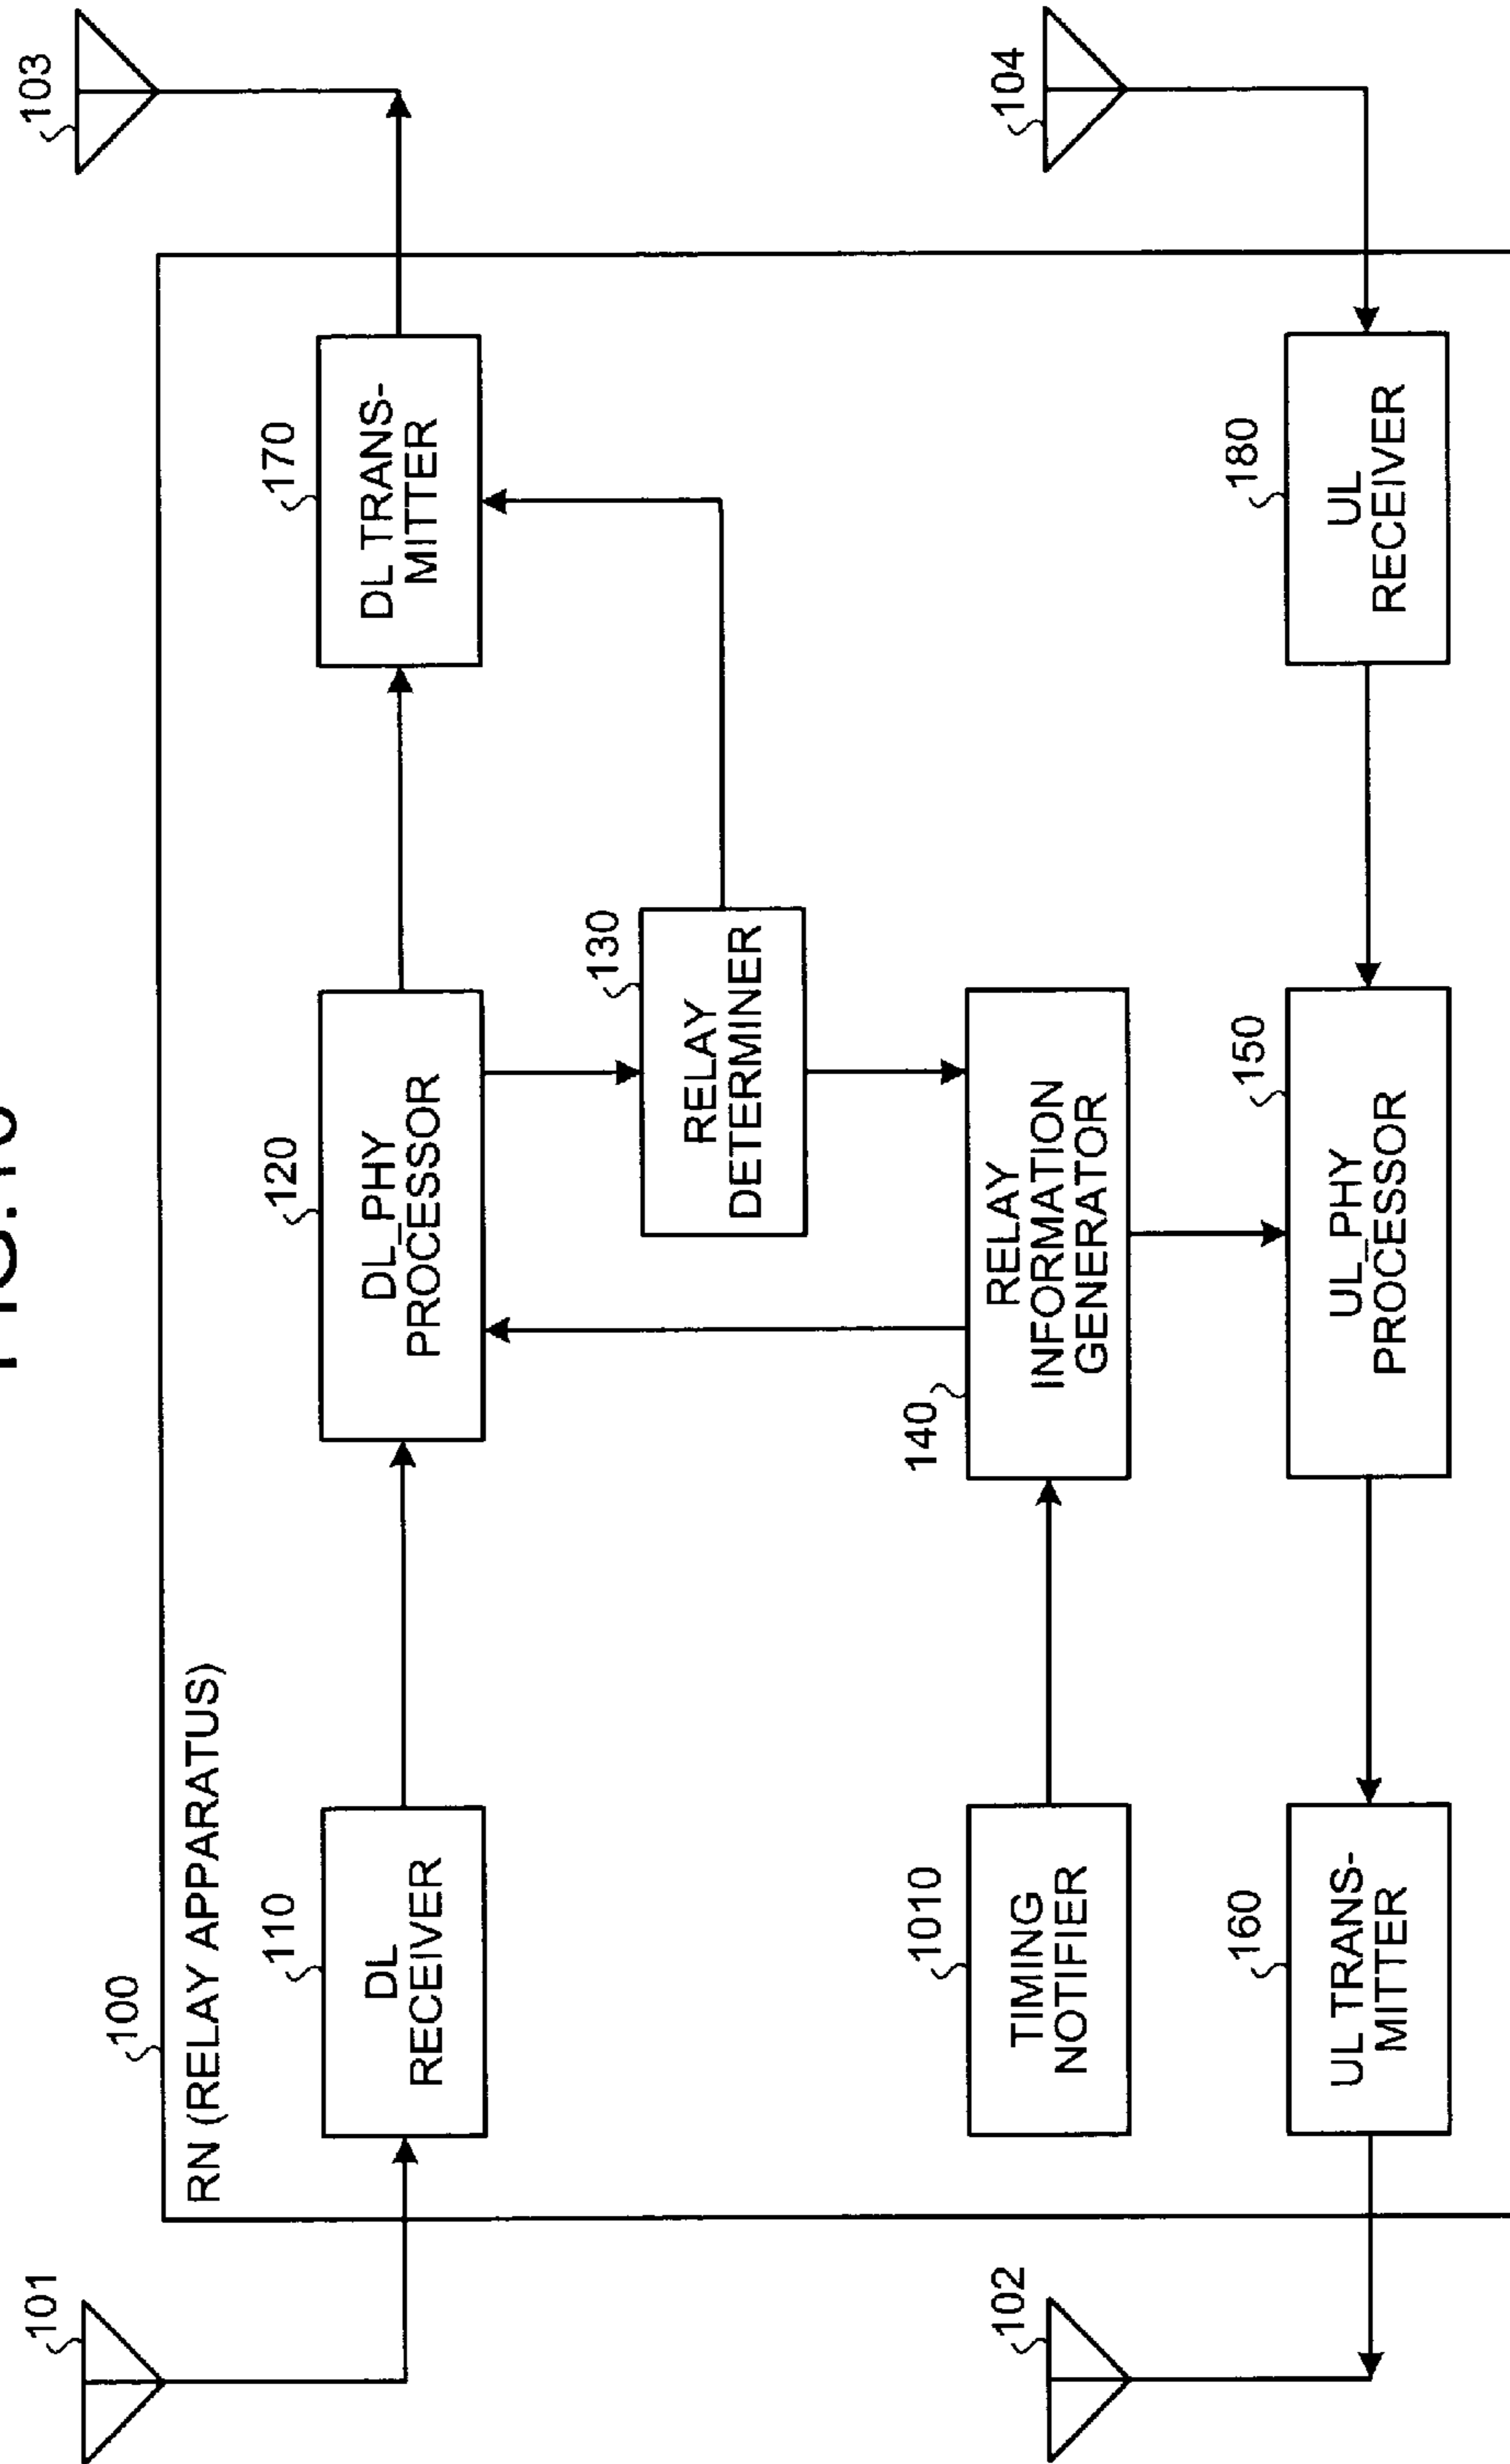 101
102
100
RN (RELAY APPARATUS)
110
DL
RECEIVER
120
DL_PHY
PROCESSOR
170
DL TRANS-
MITTER
103
130
RELAY
DETERMINER
1010
TIMING
NOTIFIER
140
RELAY
INFORMATION
GENERATOR
104
160
UL TRANS-
MITTER
150
UL_PHY
PROCESSOR
180
UL
RECEIVER